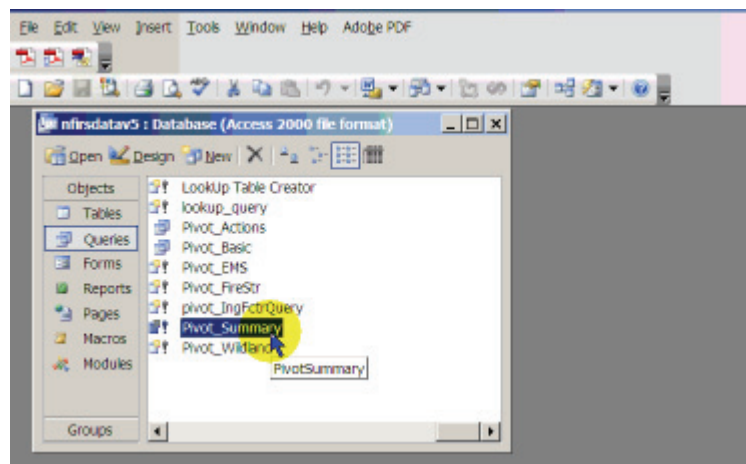 File Edit View Insert Tools Window Help Adobe PDF
nfirsdatav5 : Database (Access 2000 file format)
Open Design New
Objects
Tables
Queries
Forms
Reports
Pages
Macros
Modules
Groups
LookUp Table Creator
lookup_query
Pivot_Actions
Pivot_Basic
Pivot_EMS
Pivot_FireStr
pivot_IngFctrQuery
Pivot_Summary
Pivot_Wildland
PivotSummary